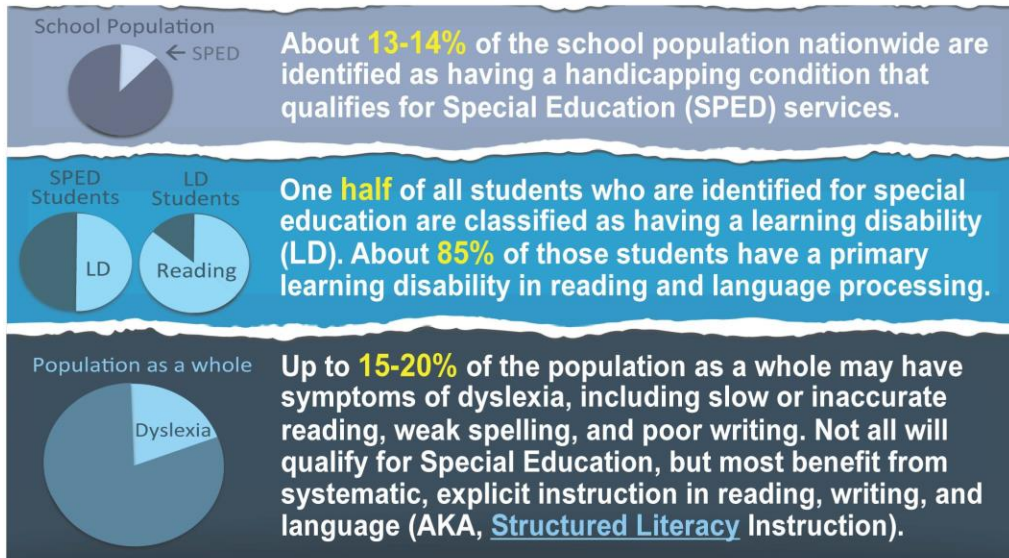 School Population
← SPED
About 13-14% of the school population nationwide are
identified as having a handicapping condition that
qualifies for Special Education (SPED) services.
SPED
Students
LD
Students
LD
Reading
One half of all students who are identified for special
education are classified as having a learning disability
(LD). About 85% of those students have a primary
learning disability in reading and language processing.
Population as a whole
Dyslexia
Up to 15-20% of the population as a whole may have
symptoms of dyslexia, including slow or inaccurate
reading, weak spelling, and poor writing. Not all will
qualify for Special Education, but most benefit from
systematic, explicit instruction in reading, writing, and
language (AKA, Structured Literacy Instruction).